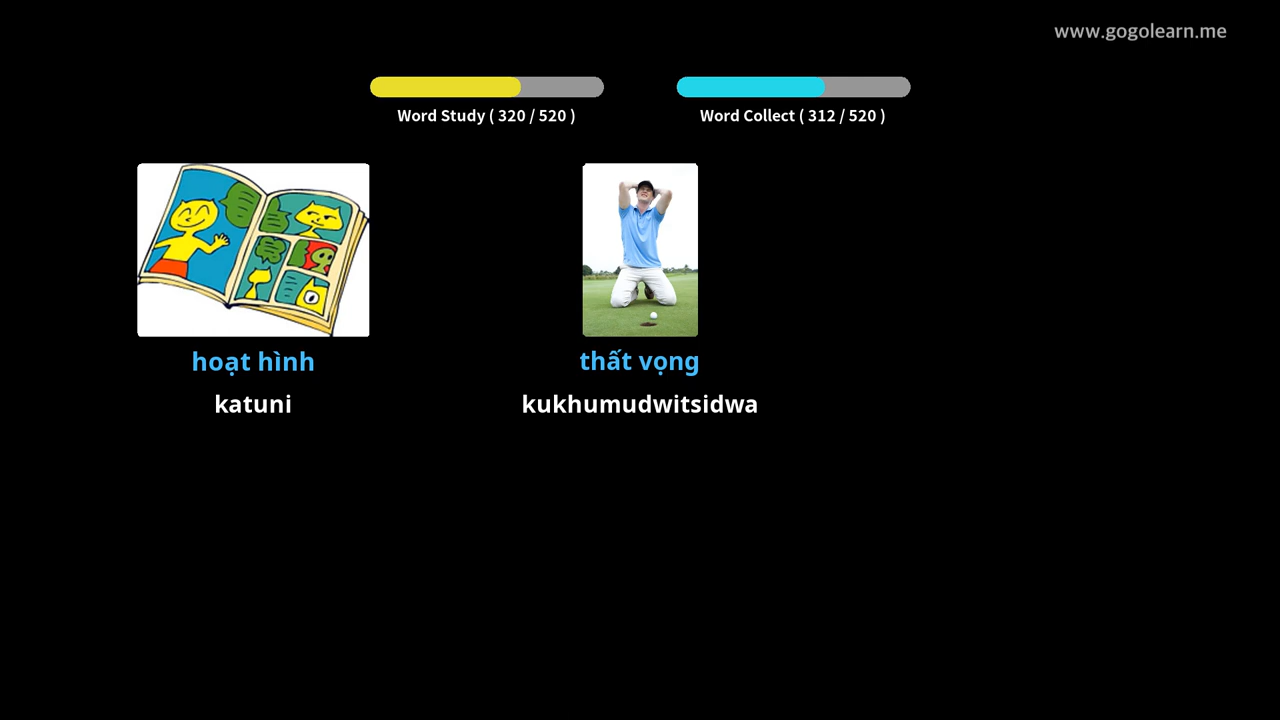 www.gogolearn.me
Word Study ( 320 / 520 )
Word Collect ( 312 / 520 )
hoạt hình
katuni
thất vọng
kukhumudwitsidwa